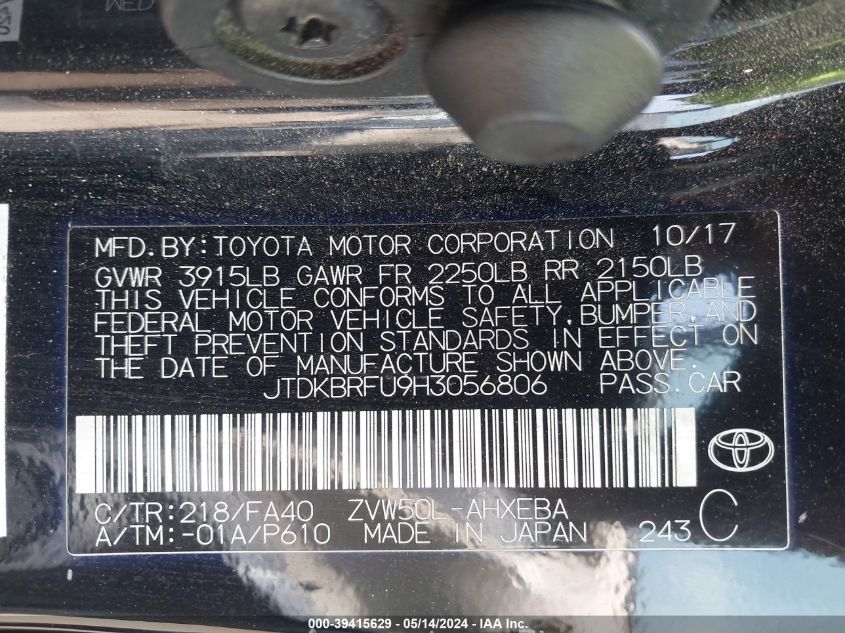 MFD.BY:TOYOTA MOTOR CORPORATION 10/17
GVWR 3915LB GAWR FR 2250LB RR 2150LB
THIS VEHICLE CONFORMS TO ALL APPLICABLE
FEDERAL MOTOR VEHICLE SAFETY,BUMPER,AND
THEFT PREVENTION STANDARDS IN EFFECT ON
THE DATE OF MANUFACTURE SHOWN ABOVE.
JTDKBRFU9H3056806 PASS.CAR
C/TR:218/FA40 ZVW50L-AHXEBA
A/TM:-01A/P610 MADE IN JAPAN 243 C
000-39415629 - 05/14/2024 - IAA Inc.